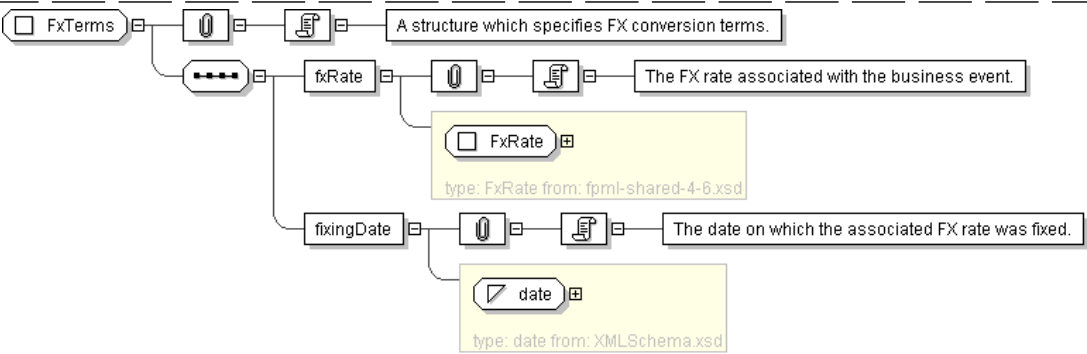 FxTerms
A structure which specifies FX conversion terms.
fxRate
The FX rate associated with the business event.
FxRate
type: FxRate from: fpml-shared-4-6.xsd
fixingDate
The date on which the associated FX rate was fixed.
date
type: date from: XMLSchema.xsd